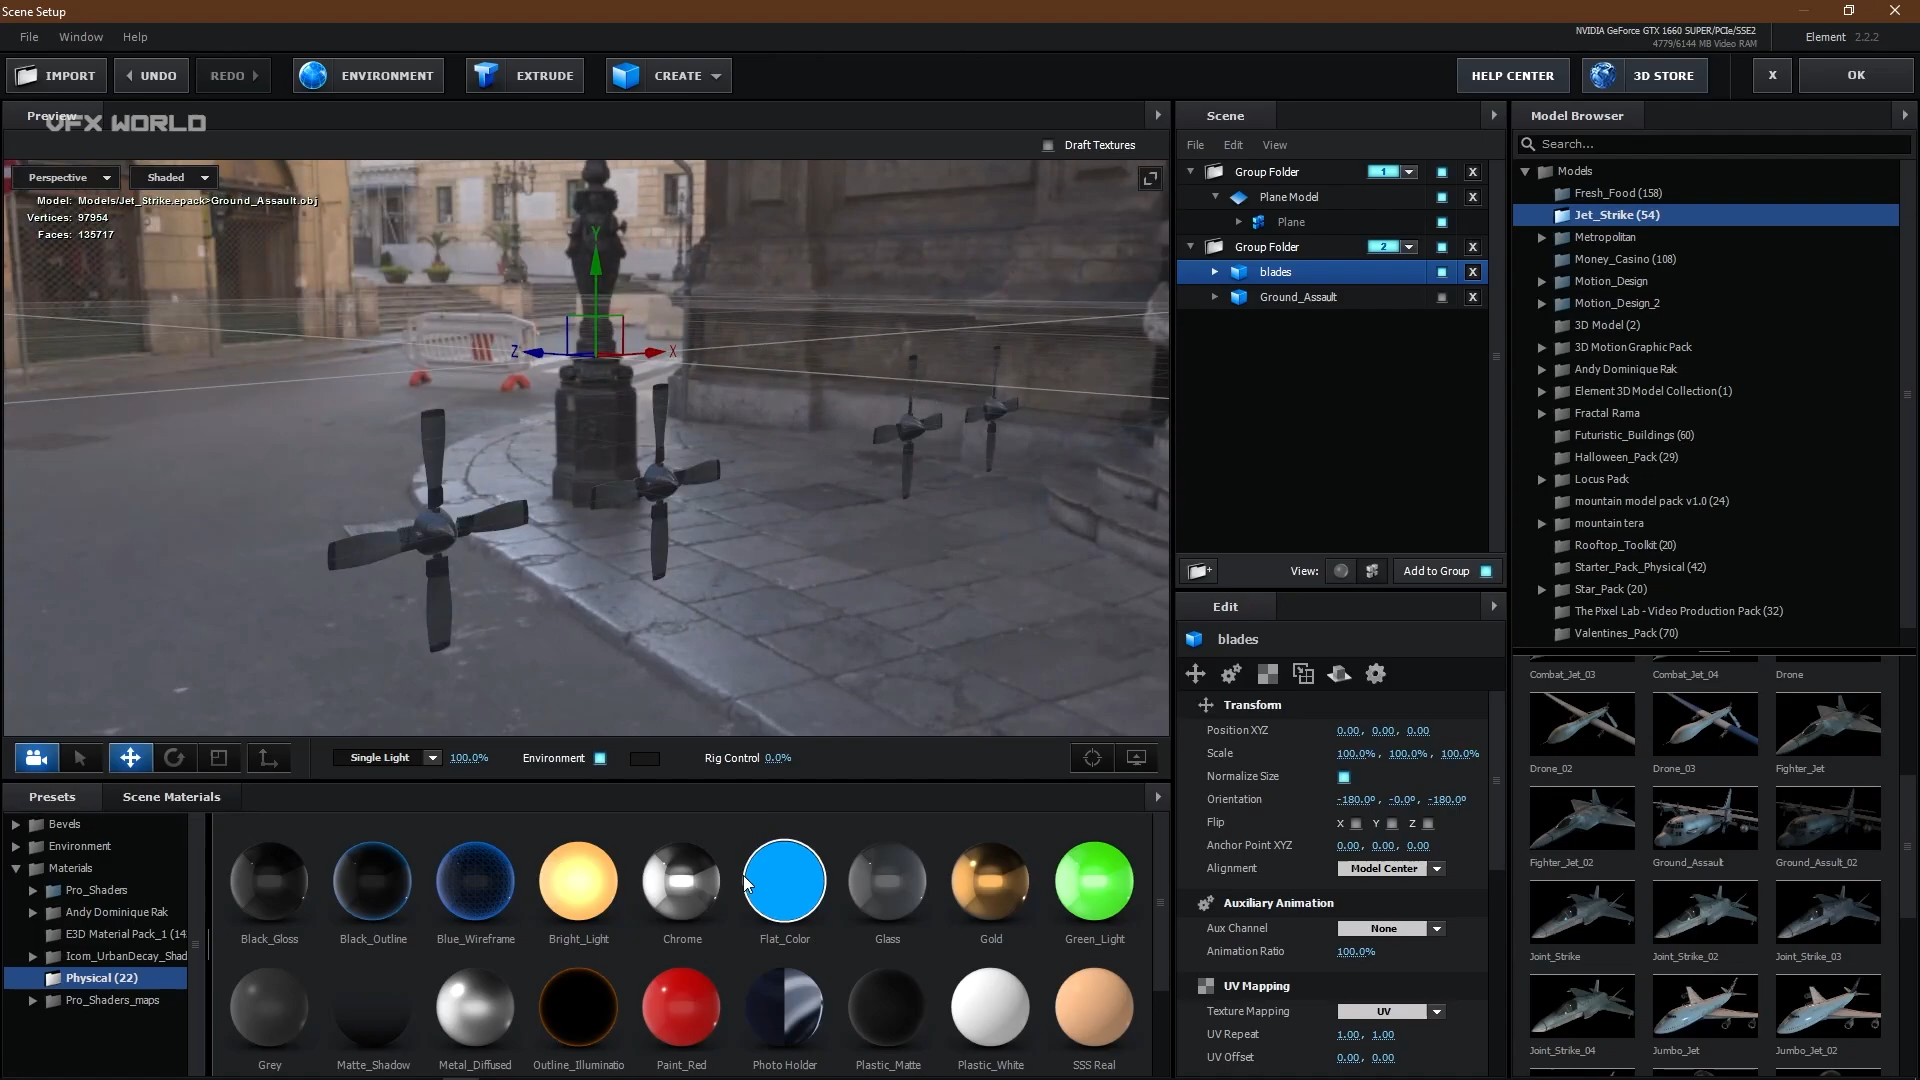 Scene Setup
File Window Help
NVIDIA GeForce GTX 1660 SUPER/PCIe/SSE2
4779/6144 MB Video RAM
Element 2.2.2
IMPORT UNDO REDO ENVIRONMENT EXTRUDE CREATE HELP CENTER 3D STORE X OK
Preview
VFX WORLD
Draft Textures
Perspective Shaded
Model: Models/Jet_Strike.epack>Ground_Assault.obj
Vertices: 97954
Faces: 135717
Y
Z X
Single Light 100.0% Environment Rig Control 0.0%
Scene
File Edit View
Group Folder 1 X
Plane Model X
Plane
Group Folder 2 X
blades X
Ground_Assault X
View: Add to Group
Edit
blades
Transform
Position XYZ 0.00, 0.00, 0.00
Scale 100.0%, 100.0%, 100.0%
Normalize Size
Orientation -180.0º, -0.0º, -180.0º
Flip X Y Z
Anchor Point XYZ 0.00, 0.00, 0.00
Alignment Model Center
Auxiliary Animation
Aux Channel None
Animation Ratio 100.0%
UV Mapping
Texture Mapping UV
UV Repeat 1.00, 1.00
UV Offset 0.00, 0.00
Model Browser
Search...
Models
Fresh_Food (158)
Jet_Strike (54)
Metropolitan
Money_Casino (108)
Motion_Design
Motion_Design_2
3D Model (2)
3D Motion Graphic Pack
Andy Dominique Rak
Element 3D Model Collection(1)
Fractal Rama
Futuristic_Buildings (60)
Halloween_Pack (29)
Locus Pack
mountain model pack v1.0 (24)
mountain tera
Rooftop_Toolkit (20)
Starter_Pack_Physical (42)
Star_Pack (20)
The Pixel Lab - Video Production Pack (32)
Valentines_Pack (70)
Combat_Jet_03 Combat_Jet_04 Drone
Drone_02 Drone_03 Fighter_Jet
Fighter_Jet_02 Ground_Assault Ground_Assult_02
Joint_Strike Joint_Strike_02 Joint_Strike_03
Joint_Strike_04 Jumbo_Jet Jumbo_Jet_02
Presets Scene Materials
Bevels
Environment
Materials
Pro_Shaders
Andy Dominique Rak
E3D Material Pack_1 (14
Icom_UrbanDecay_Shad
Physical (22)
Pro_Shaders_maps
Black_Gloss Black_Outline Blue_Wireframe Bright_Light Chrome Flat_Color Glass Gold Green_Light
Grey Matte_Shadow Metal_Diffused Outline_Illuminatio Paint_Red Photo Holder Plastic_Matte Plastic_White SSS Real